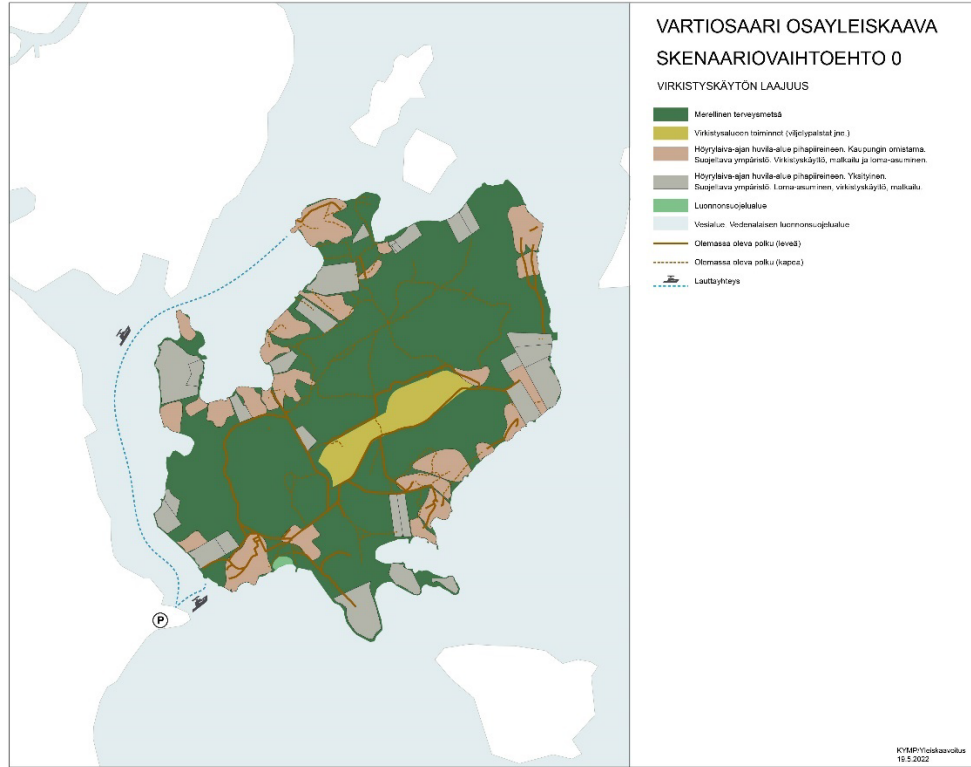 VARTIOSAARI OSAYLEISKAAVA
SKENAARIOVAIHTOEHTO 0
VIRKISTYSKÄYTÖN LAAJUUS
Merellinen terveysmetsä
Virkistysalueen toiminnot (viljelypalstat jne.)
Höyrylaiva-ajan huvila-alue pihapiireineen. Kaupungin omistama.
Suojeltava ympäristö. Virkistyskäyttö, matkailu ja loma-asuminen.
Höyrylaiva-ajan huvila-alue pihapiireineen. Yksityinen.
Suojeltava ympäristö. Loma-asuminen, virkistyskäyttö, matkailu.
Luonnonsuojelualue
Vesialue. Vedenalaisen luonnonsuojelualue
Olemassa oleva polku (leveä)
Olemassa oleva polku (kapea)
Lauttayhteys
P
KYMP/Yleiskaavoitus
19.5.2022